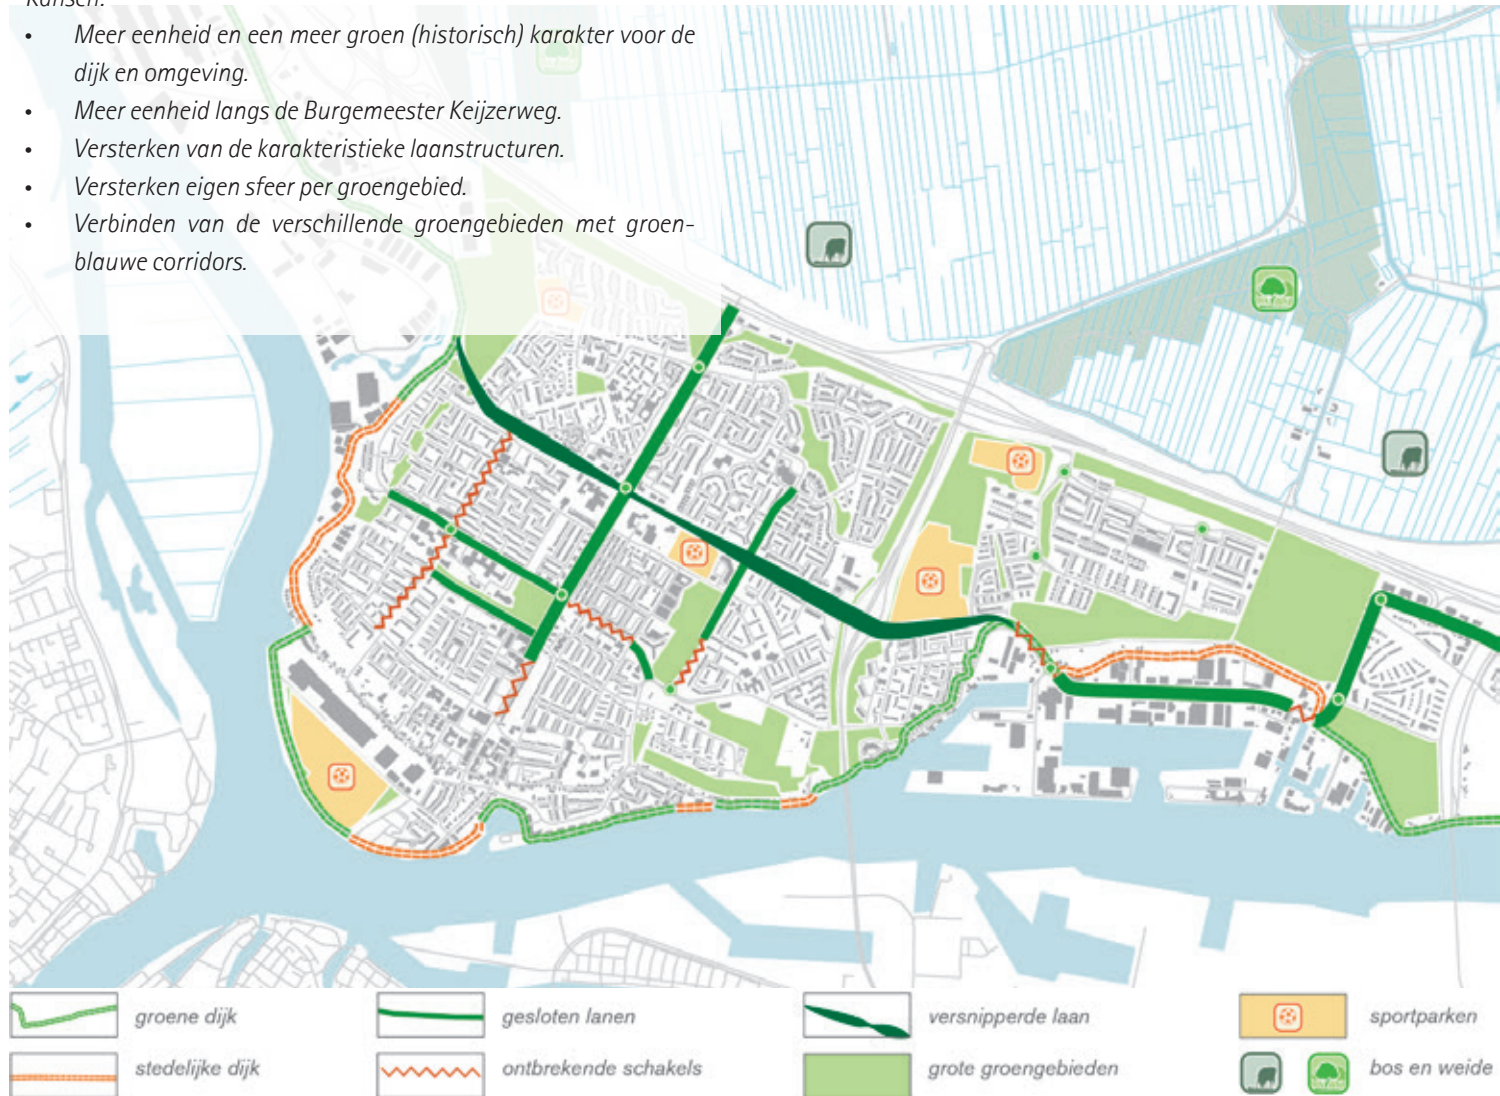 Kansen:
• Meer eenheid en een meer groen (historisch) karakter voor de
dijk en omgeving.
• Meer eenheid langs de Burgemeester Keijzerweg.
• Versterken van de karakteristieke laanstructuren.
• Versterken eigen sfeer per groengebied.
• Verbinden van de verschillende groengebieden met groen-
blauwe corridors.
groene dijk
gesloten lanen
versnipperde laan
sportparken
stedelijke dijk
ontbrekende schakels
grote groengebieden
bos en weide